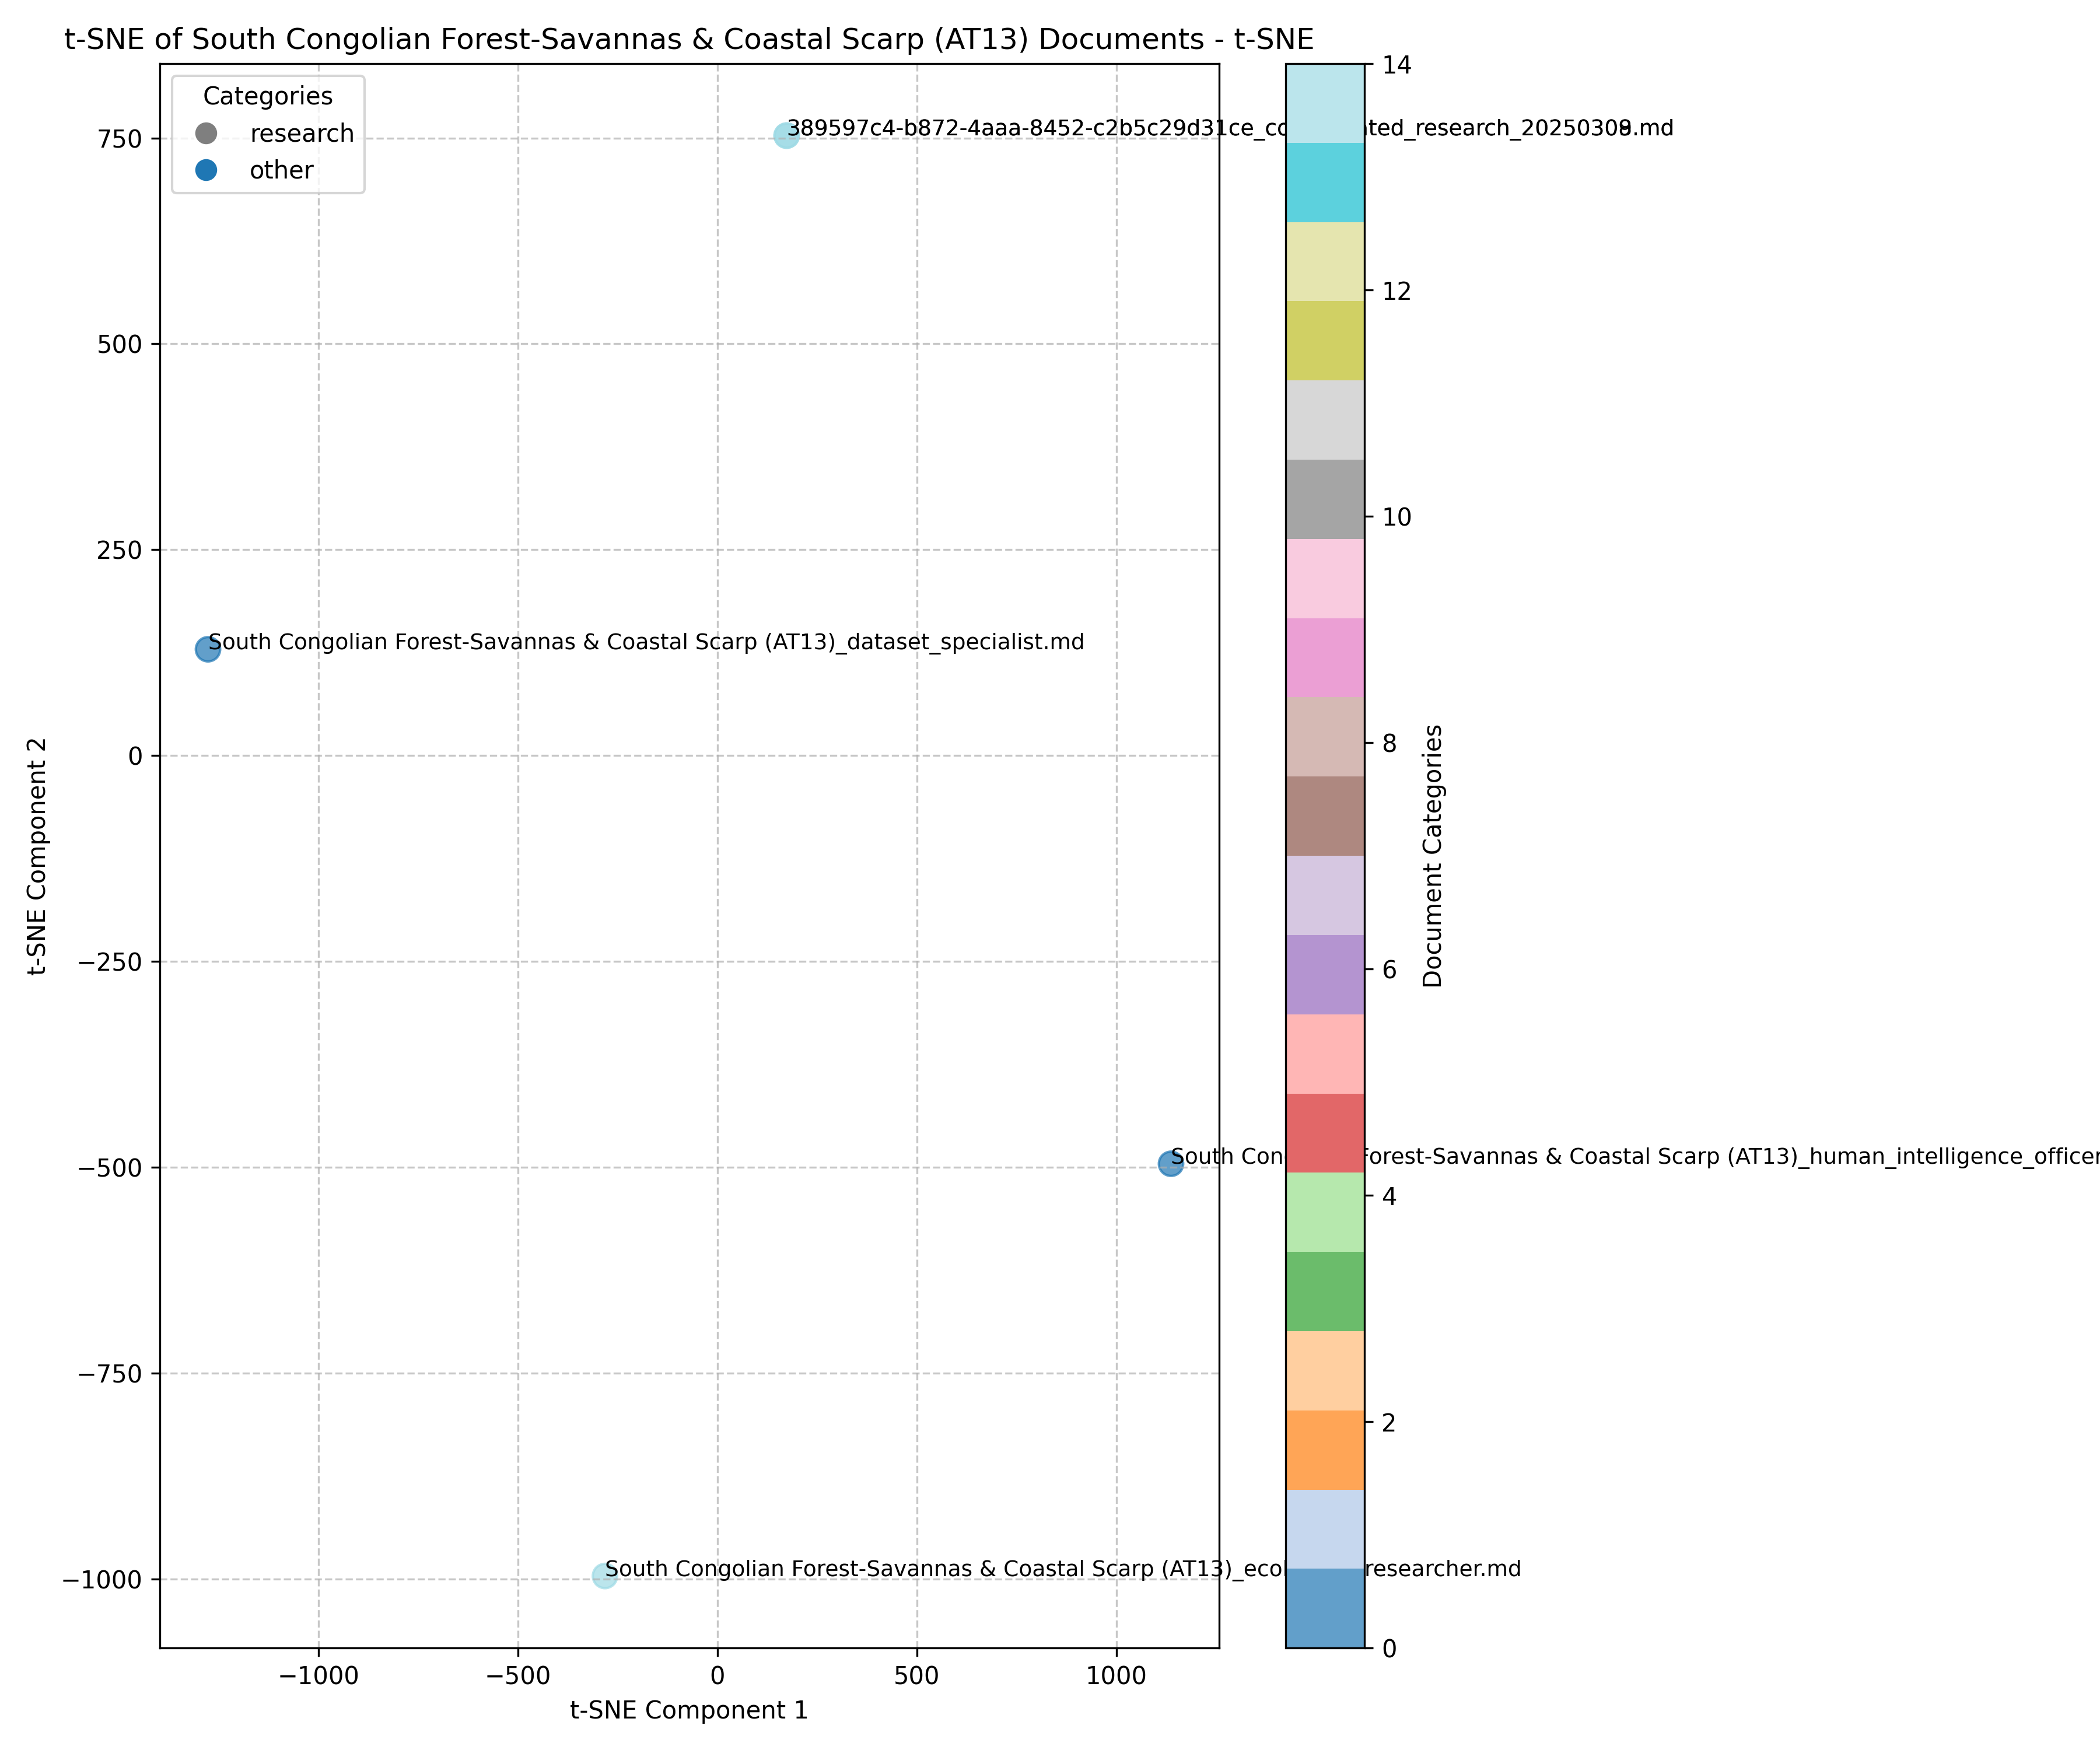 t-SNE of South Congolian Forest-Savannas & Coastal Scarp (AT13) Documents - t-SNE
Categories
research
other
389597c4-b872-4aaa-8452-c2b5c29d31ce_co ted_research_2025030 .md
South Congolian Forest-Savannas & Coastal Scarp (AT13)_dataset_specialist.md
South Con Forest-Savannas & Coastal Scarp (AT13)_human_intelligence_officer
South Congolian Forest-Savannas & Coastal Scarp (AT13)_eco researcher.md
750
500
250
0
−250
−500
−750
−1000
t-SNE Component 2
−1000
−500
0
500
1000
t-SNE Component 1
14
12
10
8
6
4
2
0
Document Categories